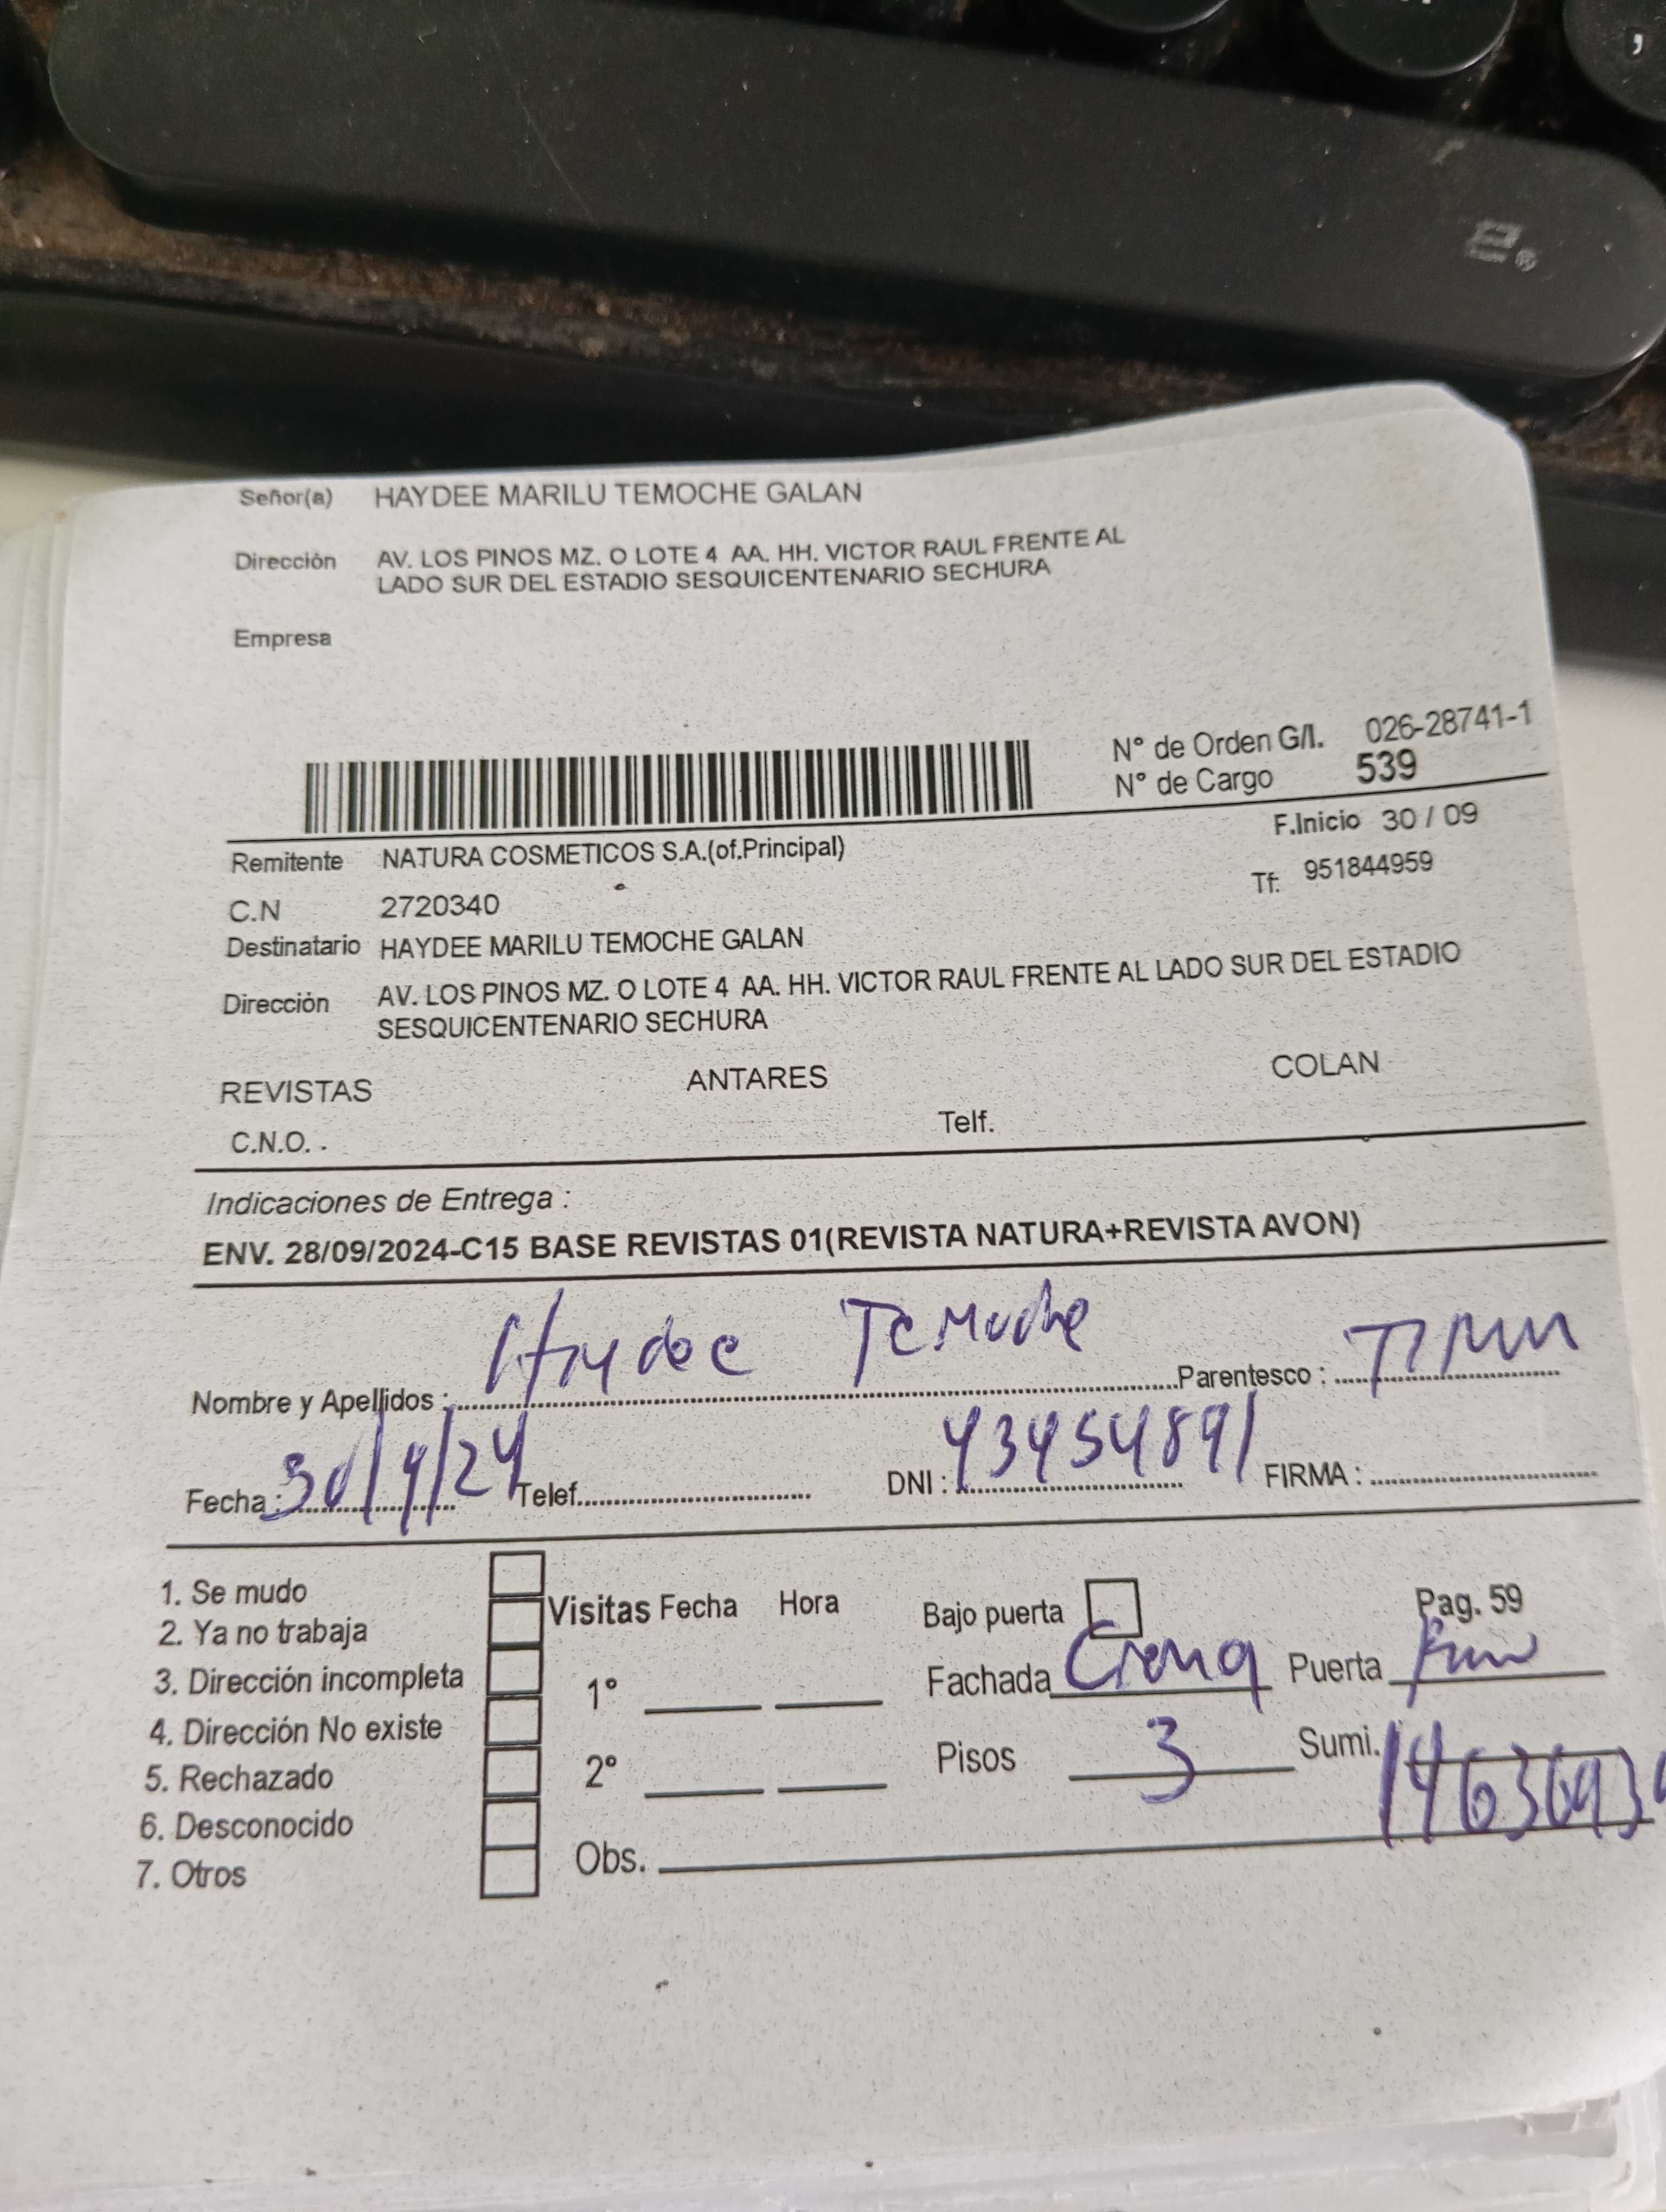 Señor(a) HAYDEE MARILU TEMOCHE GALAN
Dirección AV. LOS PINOS MZ. O LOTE 4 AA. HH. VICTOR RAUL FRENTE AL
LADO SUR DEL ESTADIO SESQUICENTENARIO SECHURA
Empresa
N° de Orden G/I. 026-28741-1
N° de Cargo 539
Remitente NATURA COSMETICOS S.A.(of.Principal) F.Inicio 30 / 09
C.N 2720340 Tf: 951844959
Destinatario HAYDEE MARILU TEMOCHE GALAN
Dirección AV. LOS PINOS MZ. O LOTE 4 AA. HH. VICTOR RAUL FRENTE AL LADO SUR DEL ESTADIO
SESQUICENTENARIO SECHURA
REVISTAS ANTARES COLAN
C.N.O. - Telf.
Indicaciones de Entrega :
ENV. 28/09/2024-C15 BASE REVISTAS 01(REVISTA NATURA+REVISTA AVON)
Nombre y Apellidos : Haydee Temoche Parentesco :
Fecha : 30/9/24 Telef. DNI : 43454891 FIRMA :
1. Se mudo
2. Ya no trabaja
3. Dirección incompleta
4. Dirección No existe
5. Rechazado
6. Desconocido
7. Otros
Visitas Fecha Hora
1°
2°
Obs.
Bajo puerta Pag. 59
Fachada Crema Puerta
Pisos 3 Sumi.